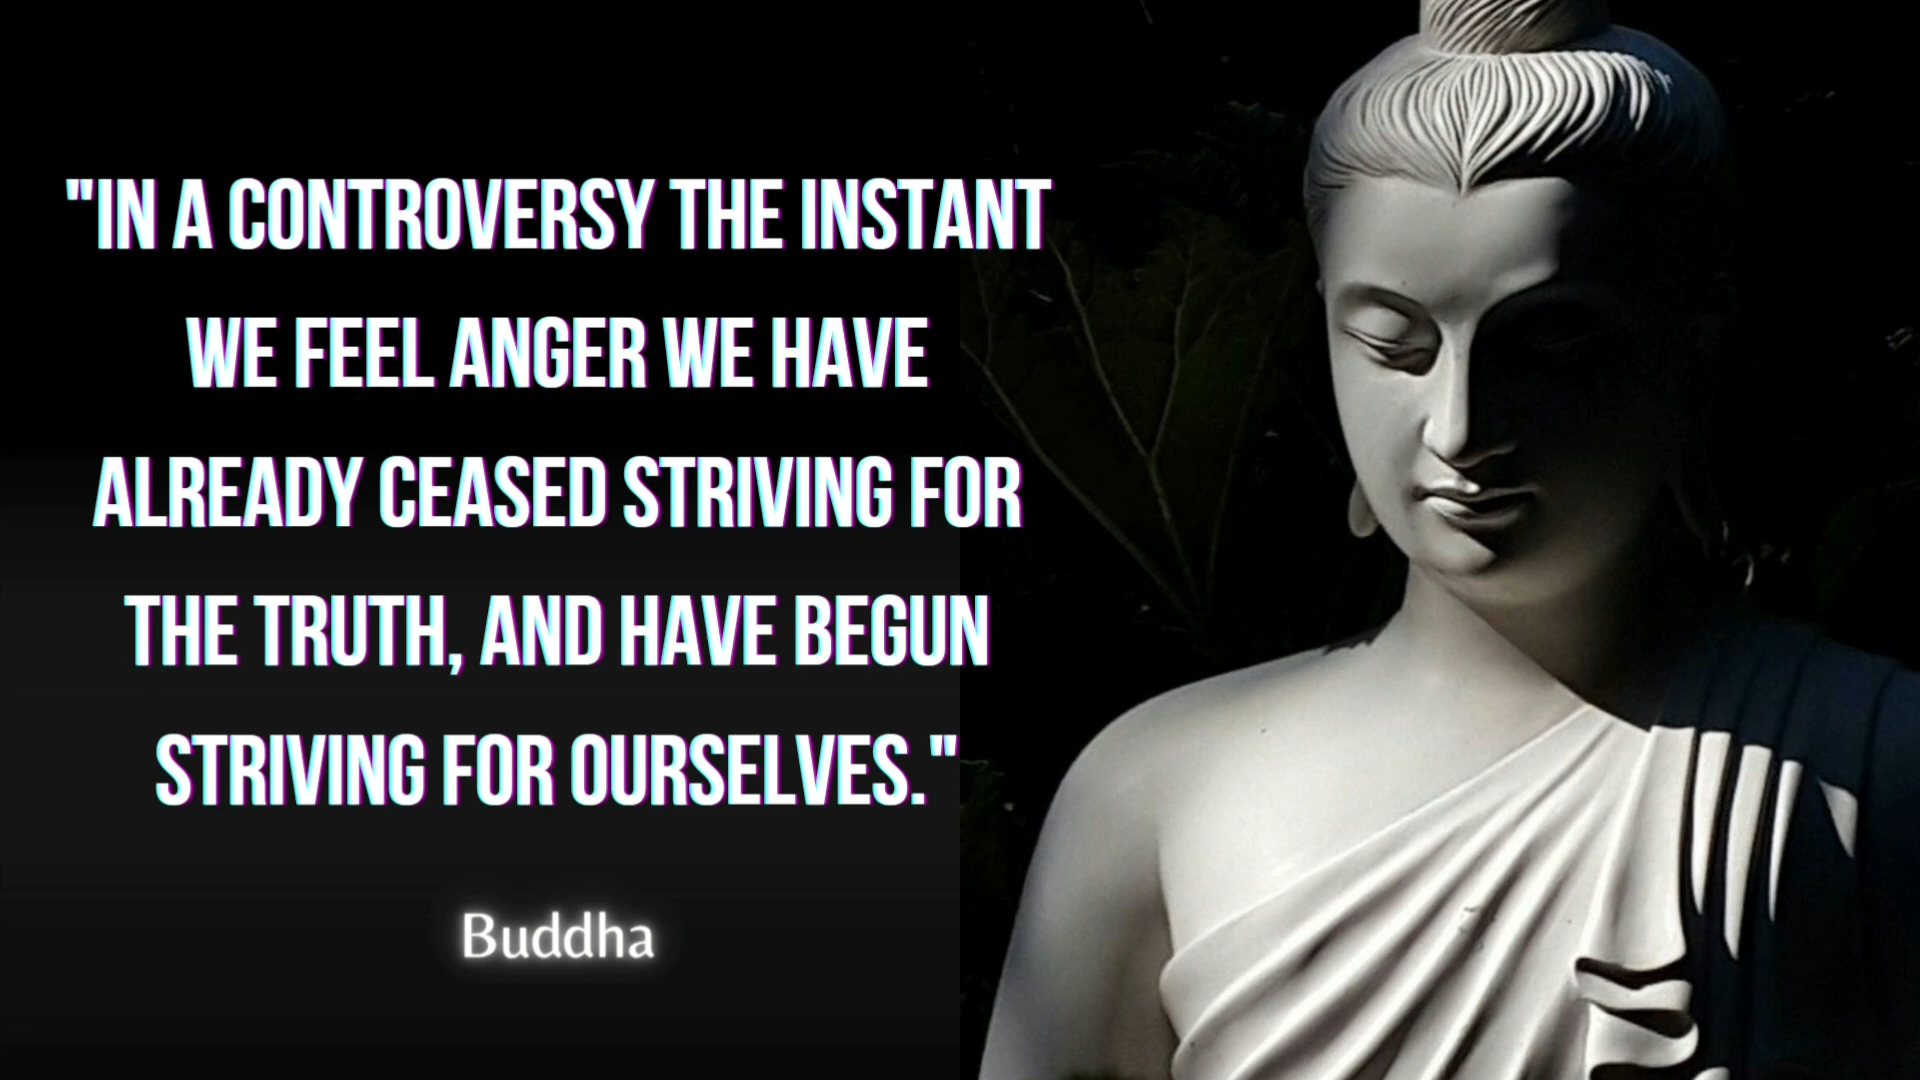 "IN A CONTROVERSY THE INSTANT
WE FEEL ANGER WE HAVE
ALREADY CEASED STRIVING FOR
THE TRUTH, AND HAVE BEGUN
STRIVING FOR OURSELVES."
Buddha